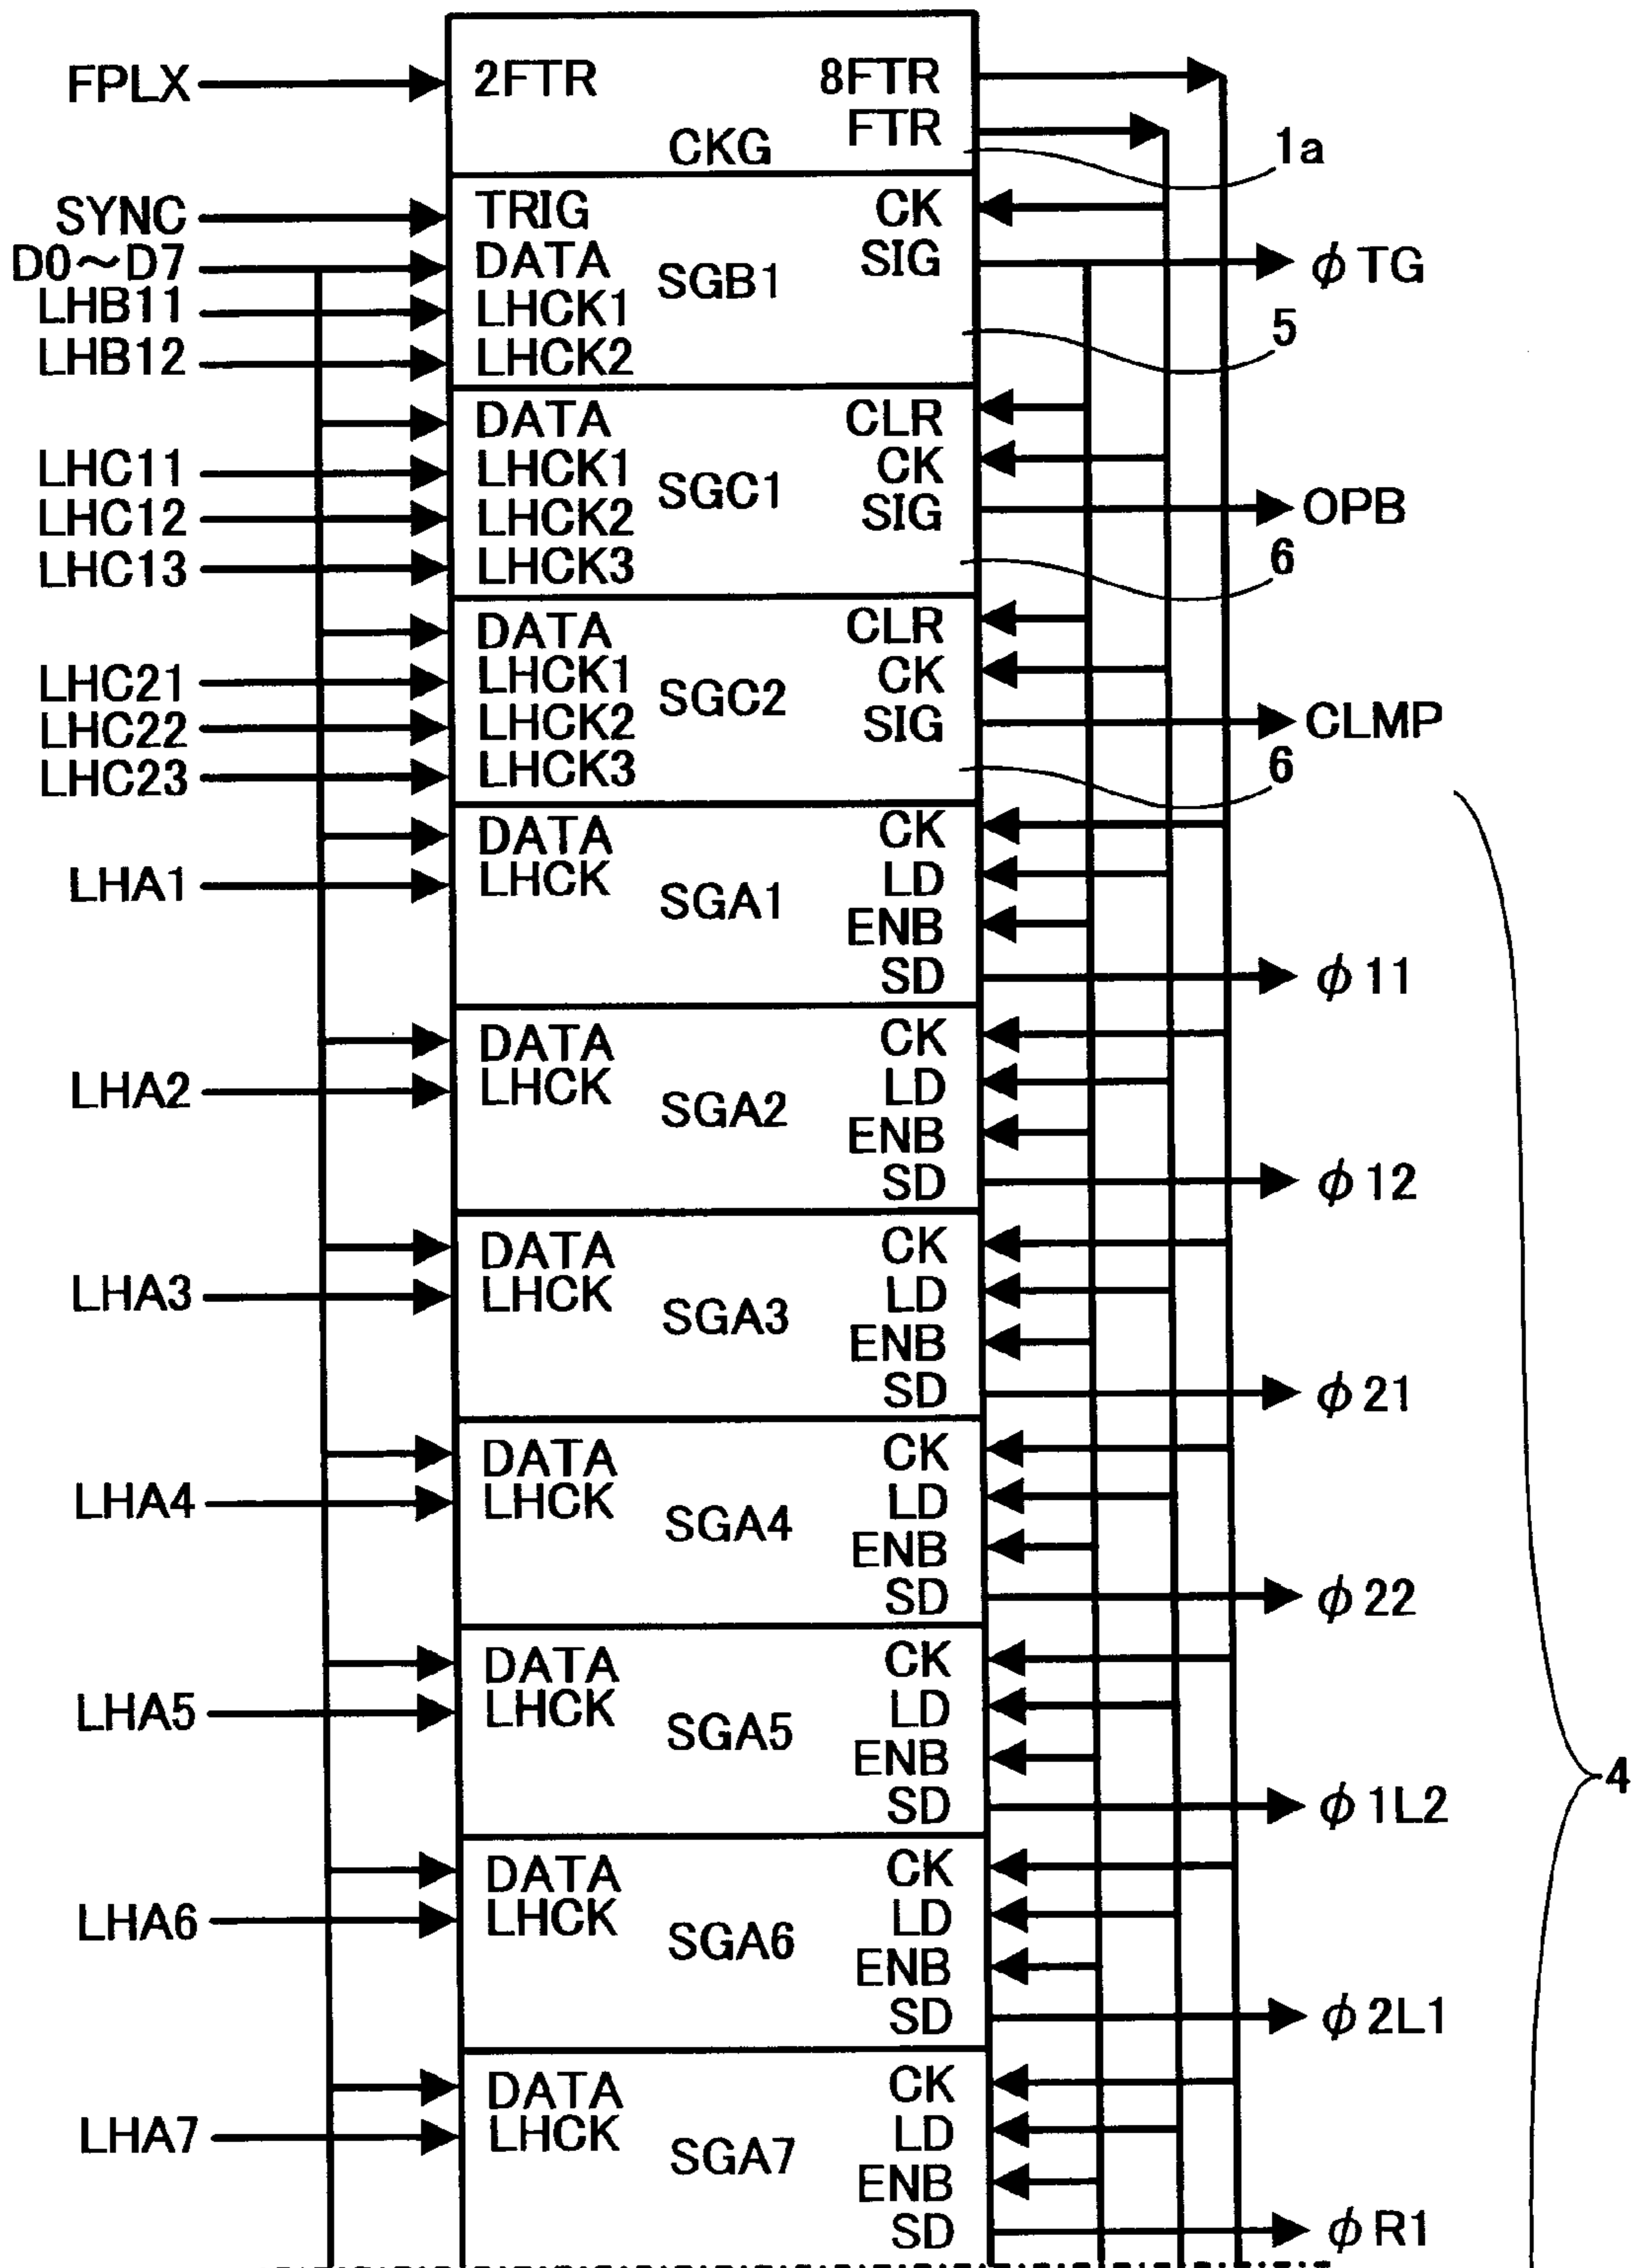 FPLX 2FTR 8FTR
FTR
CKG 1a
SYNC TRIG CK
D0～D7 DATA SGB1 SIG φTG
LHB11 LHCK1 5
LHB12 LHCK2
DATA CLR
LHC11 LHCK1 SGC1 CK
LHC12 LHCK2 SIG OPB
LHC13 LHCK3 6
DATA CLR
LHC21 LHCK1 SGC2 CK
LHC22 LHCK2 SIG CLMP
LHC23 LHCK3 6
DATA CK
LHA1 LHCK SGA1 LD
ENB
SD φ11
DATA CK
LHA2 LHCK SGA2 LD
ENB
SD φ12
DATA CK
LHA3 LHCK SGA3 LD
ENB
SD φ21
DATA CK
LHA4 LHCK SGA4 LD
ENB
SD φ22
DATA CK
LHA5 LHCK SGA5 LD
ENB 4
SD φ1L2
DATA CK
LHA6 LHCK SGA6 LD
ENB
SD φ2L1
DATA CK
LHA7 LHCK SGA7 LD
ENB
SD φR1